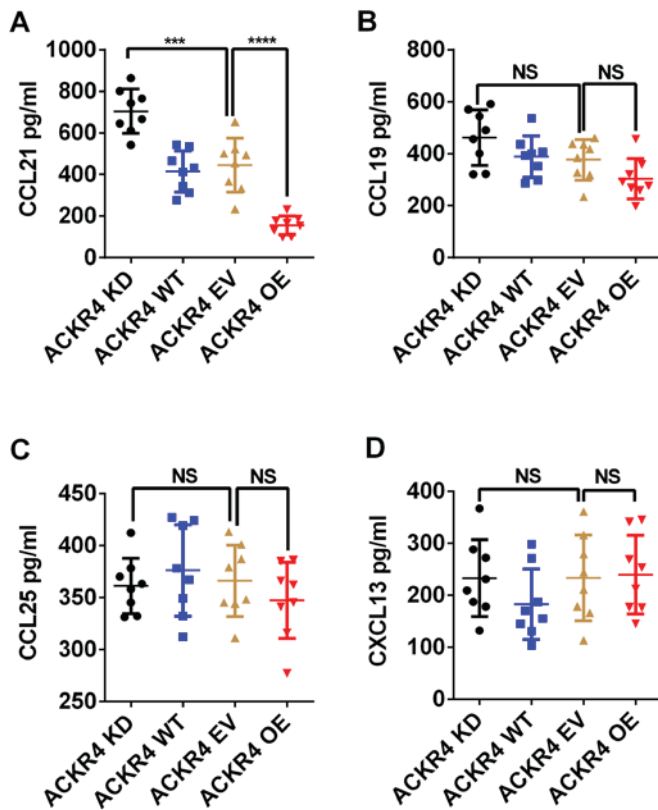 A
CCL21 pg/ml
1000
800
600
400
200
0
***
****
ACKR4 KD
ACKR4 WT
ACKR4 EV
ACKR4 OE
B
CCL19 pg/ml
800
600
400
200
0
NS
NS
ACKR4 KD
ACKR4 WT
ACKR4 EV
ACKR4 OE
C
CCL25 pg/ml
450
400
350
300
250
NS
NS
ACKR4 KD
ACKR4 WT
ACKR4 EV
ACKR4 OE
D
CXCL13 pg/ml
400
300
200
100
0
NS
NS
ACKR4 KD
ACKR4 WT
ACKR4 EV
ACKR4 OE